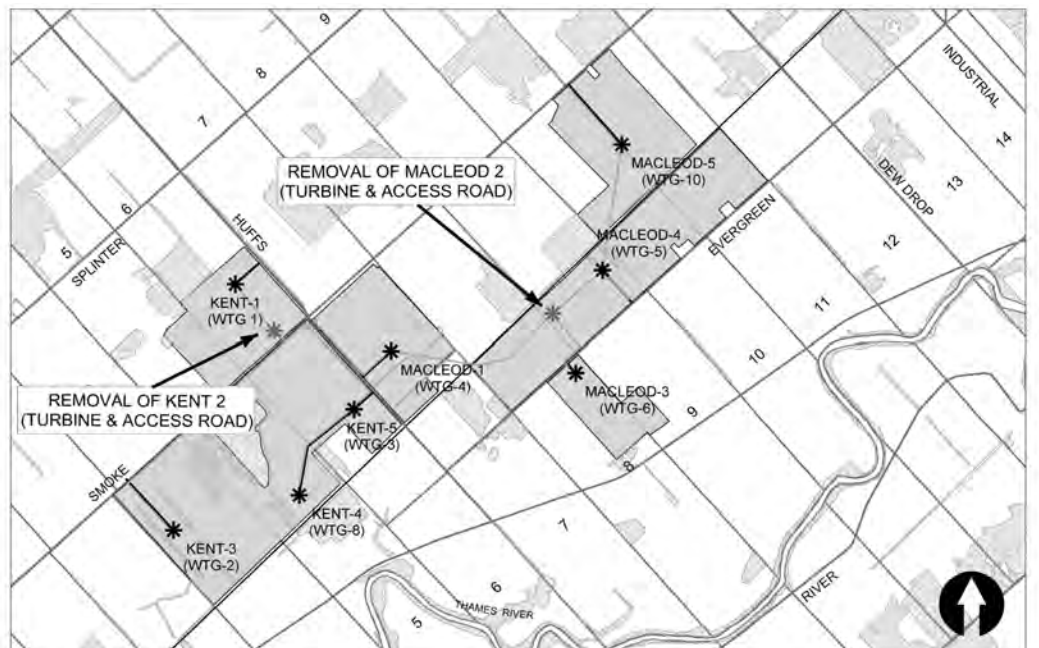 9
8
7
6
5
SPLINTER
HUFFS
INDUSTRIAL
14
13
DEW DROP
12
11
10
9
8
7
6
5
EVERGREEN
REMOVAL OF MACLEOD 2
(TURBINE & ACCESS ROAD)
MACLEOD-5
(WTG-10)
MACLEOD-4
(WTG-5)
KENT-1
(WTG 1)
MACLEOD-1
(WTG-4)
MACLEOD-3
(WTG-6)
REMOVAL OF KENT 2
(TURBINE & ACCESS ROAD)
KENT-5
(WTG-3)
SMOKE
KENT-4
(WTG-8)
KENT-3
(WTG-2)
THAMES RIVER
RIVER